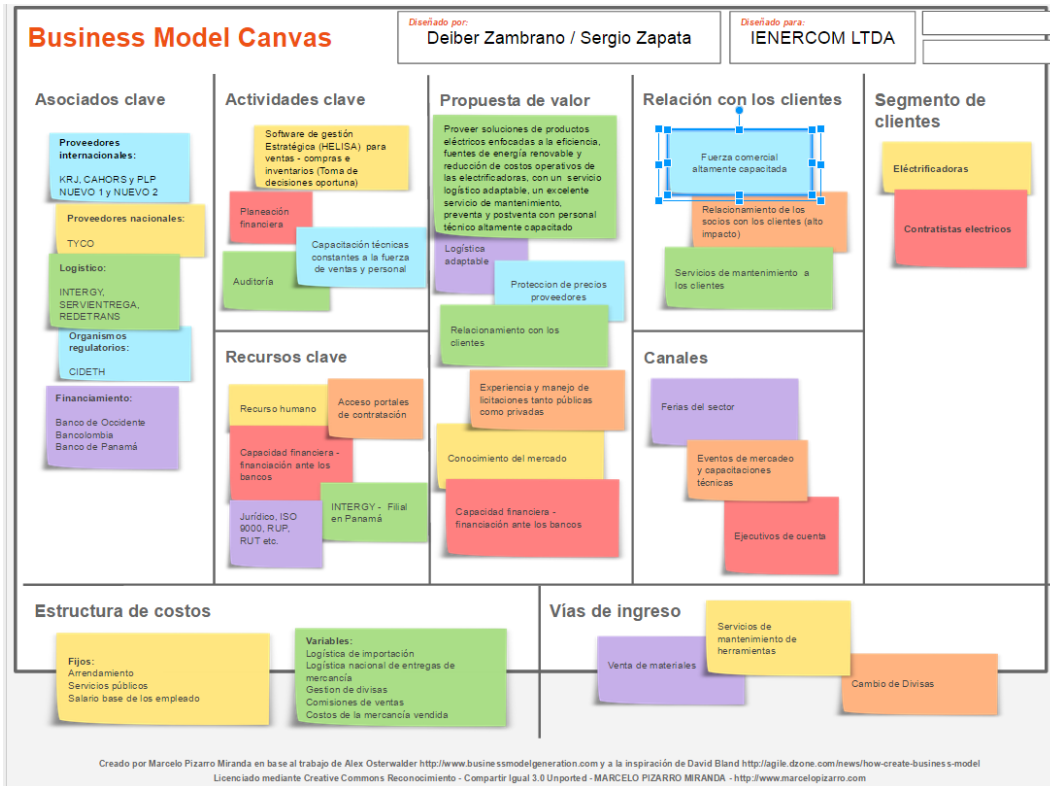 Business Model Canvas
Diseñado por:
Deiber Zambrano / Sergio Zapata
Diseñado para:
IENERCOM LTDA
Asociados clave
Proveedores
internacionales:
KRJ, CAHORS y PLP
NUEVO 1 y NUEVO 2
Proveedores nacionales:
TYCO
Logístico:
INTERGY,
SERVIENTREGA,
REDETRANS
Organismos
regulatorios:
CIDETH
Financiamiento:
Banco de Occidente
Bancolombia
Banco de Panamá
Actividades clave
Software de gestión
Estratégica (HELISA) para
ventas - compras e
inventarios (Toma de
decisiones oportuna)
Planeación
financiera
Capacitación técnicas
constantes a la fuerza
de ventas y personal
Auditoría
Recursos clave
Recurso humano
Acceso portales
de contratación
Capacidad financiera -
financiación ante los
bancos
INTERGY - Filial
en Panamá
Jurídico, ISO
9000, RUP,
RUT etc.
Propuesta de valor
Proveer soluciones de productos
eléctricos enfocadas a la eficiencia,
fuentes de energía renovable y
reducción de costos operativos de
las electrificadoras, con un servicio
logístico adaptable, un excelente
servicio de mantenimiento,
preventa y postventa con personal
técnico altamente capacitado
Logística
adaptable
Proteccion de precios
proveedores
Relacionamiento con los
clientes
Experiencia y manejo de
licitaciones tanto públicas
como privadas
Conocimiento del mercado
Capacidad financiera -
financiación ante los bancos
Relación con los clientes
Fuerza comercial
altamente capacitada
Relacionamiento de los
socios con los clientes (alto
impacto)
Servicios de mantenimiento a
los clientes
Canales
Ferias del sector
Eventos de mercadeo
y capacitaciones
técnicas
Ejecutivos de cuenta
Segmento de
clientes
Eléctrificadoras
Contratistas electricos
Estructura de costos
Fijos:
Arrendamiento
Servicios públicos
Salario base de los empleado
Variables:
Logística de importación
Logística nacional de entregas de
mercancía
Gestion de divisas
Comisiones de ventas
Costos de la mercancía vendida
Vías de ingreso
Venta de materiales
Servicios de
mantenimiento de
herramientas
Cambio de Divisas
Creado por Marcelo Pizarro Miranda en base al trabajo de Alex Osterwalder http://www.businessmodelgeneration.com y a la inspiración de David Bland http://agile.dzone.com/news/how-create-business-model
Licenciado mediante Creative Commons Reconocimiento - Compartir Igual 3.0 Unported - MARCELO PIZARRO MIRANDA - http://www.marcelopizarro.com